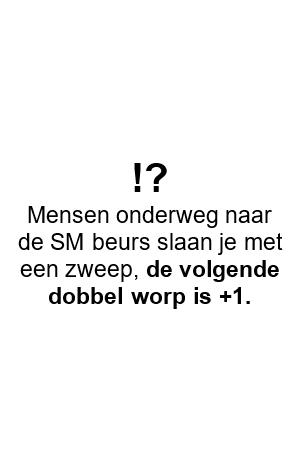 !?
Mensen onderweg naar
de SM beurs slaan je met
een zweep, de volgende
dobbel worp is +1.